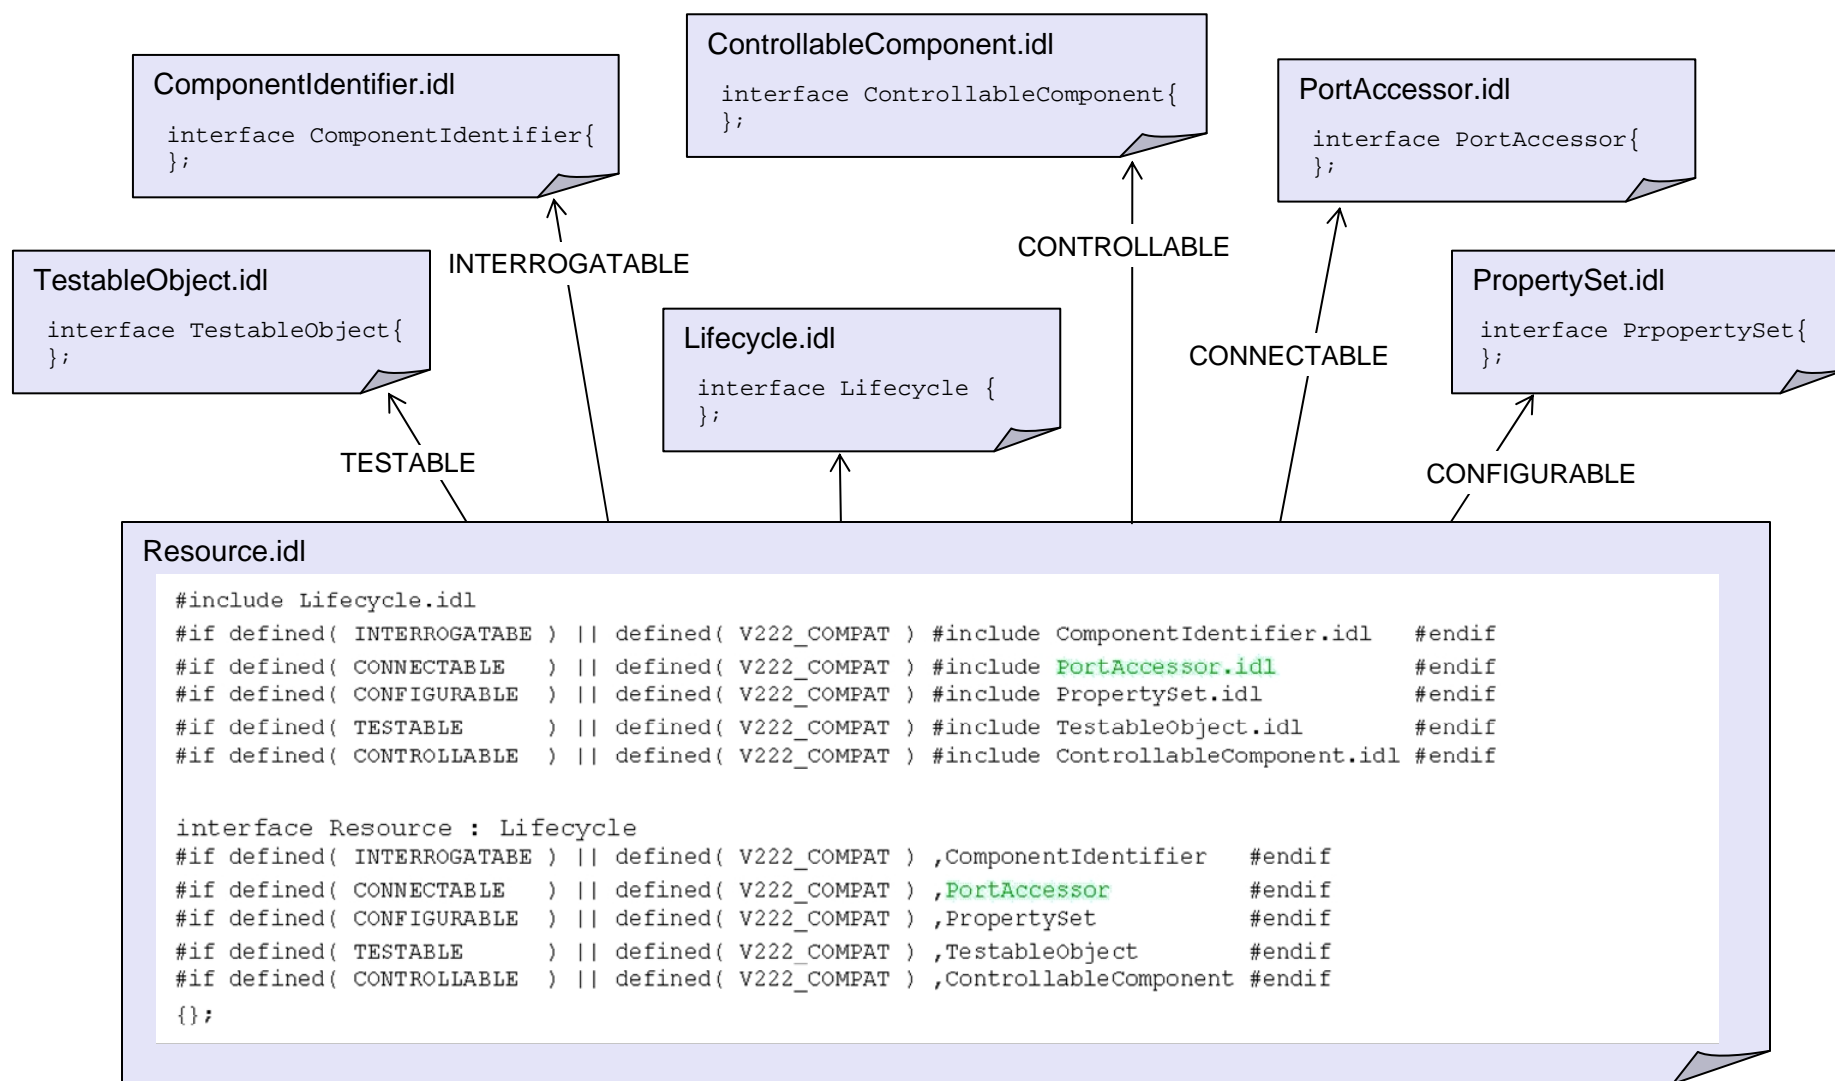 ControllableComponent.idl
interface ControllableComponent{
};
ComponentIdentifier.idl
interface ComponentIdentifier{
};
PortAccessor.idl
interface PortAccessor{
};
INTERROGATABLE
CONTROLLABLE
TestableObject.idl
interface TestableObject{
};
PropertySet.idl
interface PrpopertySet{
};
Lifecycle.idl
interface Lifecycle {
};
CONNECTABLE
TESTABLE
CONFIGURABLE
Resource.idl
#include Lifecycle.idl
#if defined( INTERROGATABE ) || defined( V222_COMPAT ) #include ComponentIdentifier.idl #endif
#if defined( CONNECTABLE ) || defined( V222_COMPAT ) #include PortAccessor.idl #endif
#if defined( CONFIGURABLE ) || defined( V222_COMPAT ) #include PropertySet.idl #endif
#if defined( TESTABLE ) || defined( V222_COMPAT ) #include TestableObject.idl #endif
#if defined( CONTROLLABLE ) || defined( V222_COMPAT ) #include ControllableComponent.idl #endif
interface Resource : Lifecycle
#if defined( INTERROGATABE ) || defined( V222_COMPAT ) ,ComponentIdentifier #endif
#if defined( CONNECTABLE ) || defined( V222_COMPAT ) ,PortAccessor #endif
#if defined( CONFIGURABLE ) || defined( V222_COMPAT ) ,PropertySet #endif
#if defined( TESTABLE ) || defined( V222_COMPAT ) ,TestableObject #endif
#if defined( CONTROLLABLE ) || defined( V222_COMPAT ) ,ControllableComponent #endif
{};